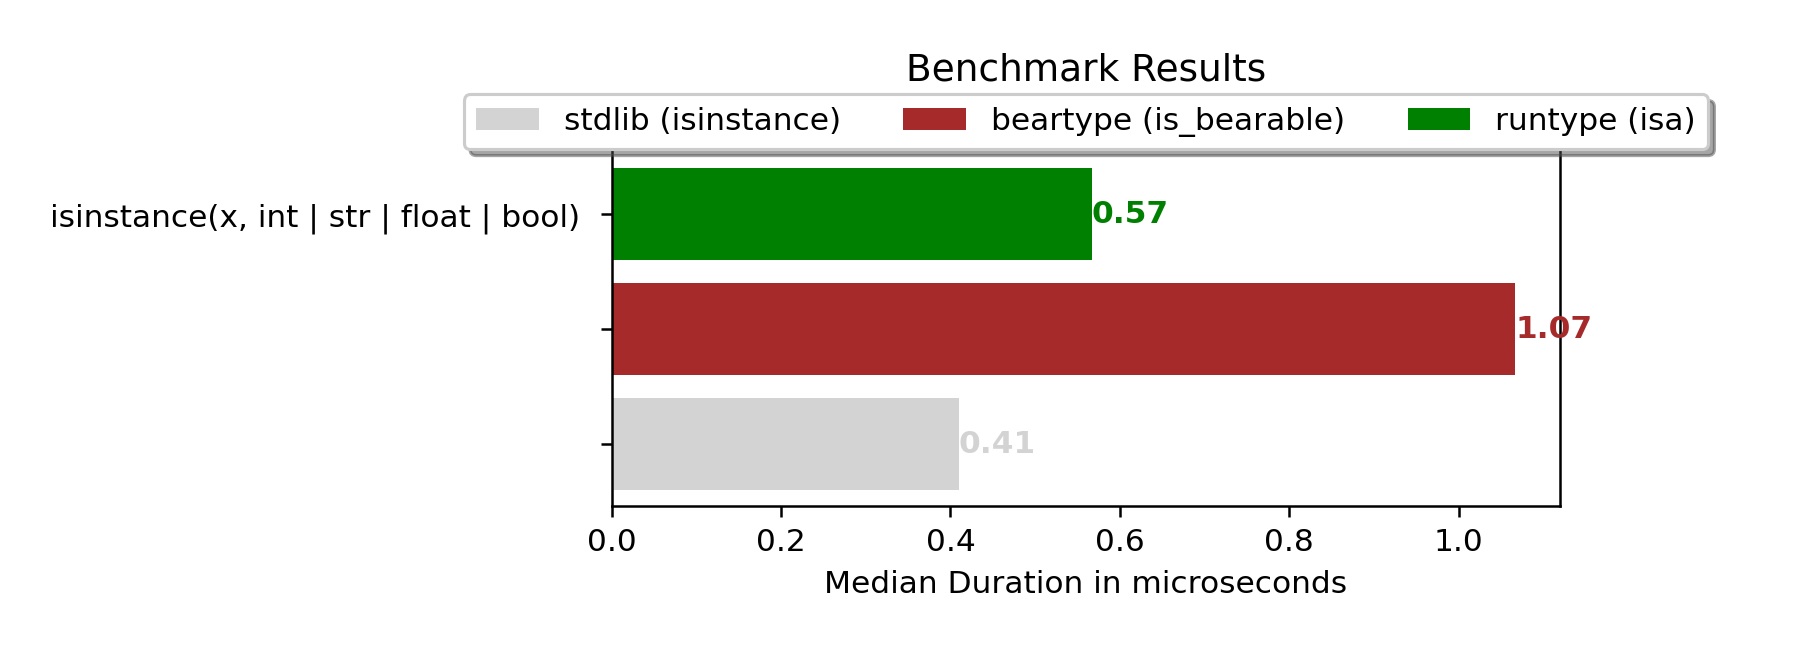 Benchmark Results
stdlib (isinstance) beartype (is_bearable) runtype (isa)
isinstance(x, int | str | float | bool) 0.57
1.07
0.41
0.0 0.2 0.4 0.6 0.8 1.0
Median Duration in microseconds